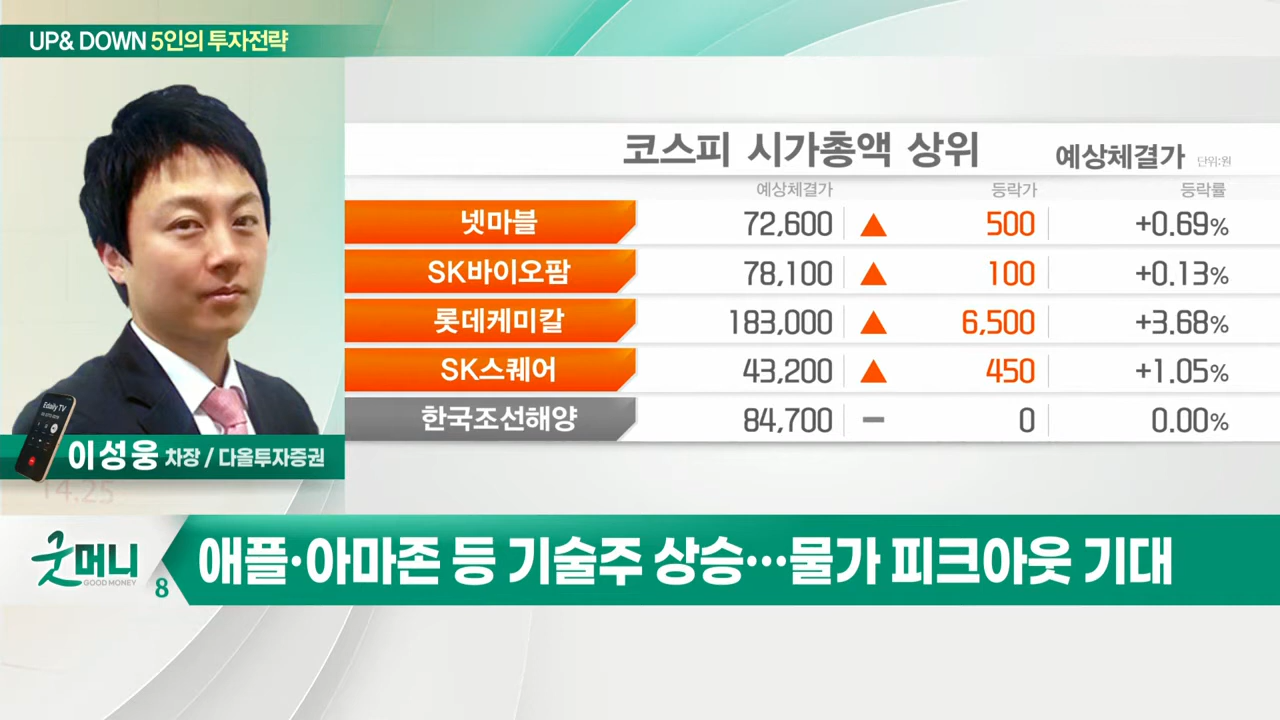 UP& DOWN 5인의 투자전략
코스피 시가총액 상위 예상체결가 단위:원
예상체결가 등락가 등락률
넷마블 72,600 ▲ 500 +0.69%
SK바이오팜 78,100 ▲ 100 +0.13%
롯데케미칼 183,000 ▲ 6,500 +3.68%
SK스퀘어 43,200 ▲ 450 +1.05%
한국조선해양 84,700 － 0 0.00%
Edaily TV
이성웅 차장 / 다올투자증권
14.25
굿머니 GOOD MONEY 8
애플·아마존 등 기술주 상승…물가 피크아웃 기대